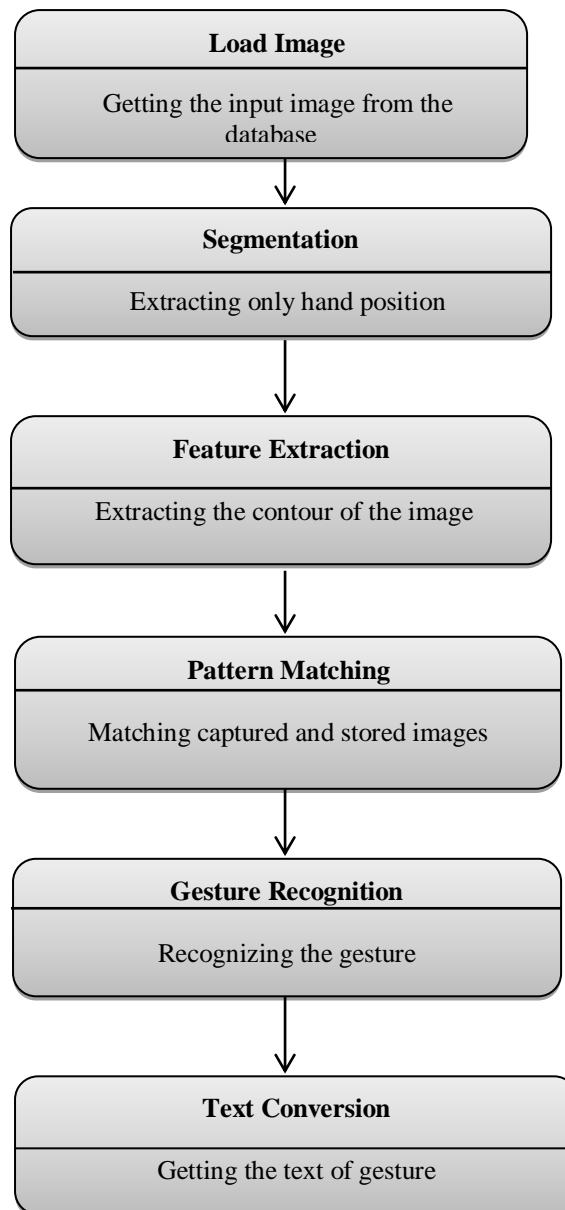 Load Image
Getting the input image from the
database
Segmentation
Extracting only hand position
Feature Extraction
Extracting the contour of the image
Pattern Matching
Matching captured and stored images
Gesture Recognition
Recognizing the gesture
Text Conversion
Getting the text of gesture